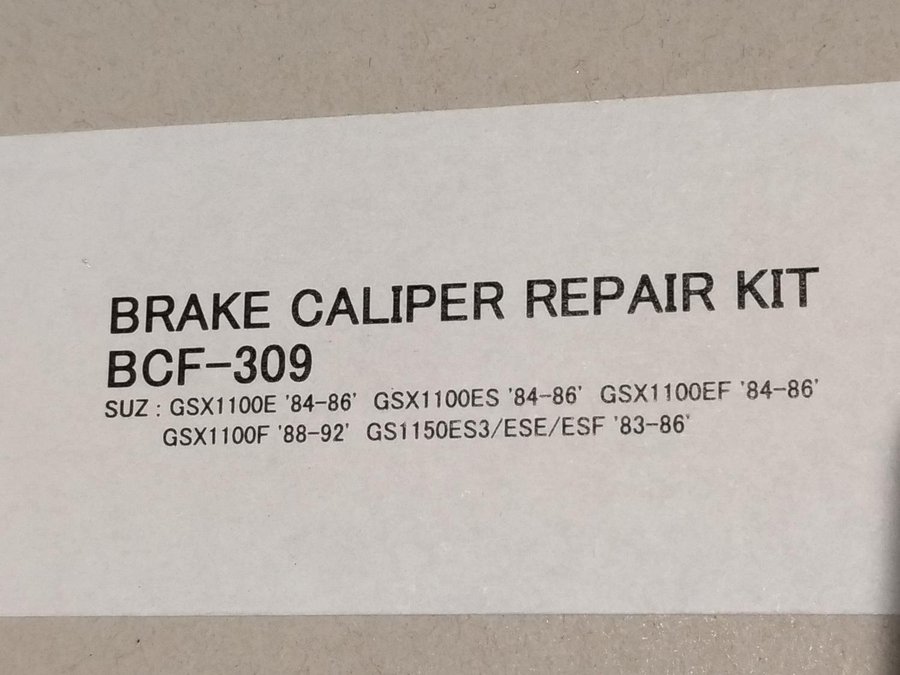 BRAKE CALIPER REPAIR KIT
BCF-309
SUZ : GSX1100E '84-86' GSX1100ES '84-86' GSX1100EF '84-86'
GSX1100F '88-92' GS1150ES3/ESE/ESF '83-86'